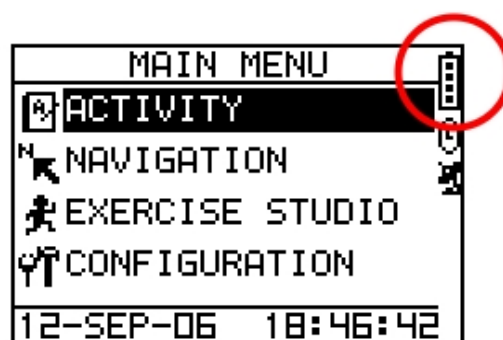 MAIN MENU
ACTIVITY
NAVIGATION
EXERCISE STUDIO
CONFIGURATION
12-SEP-06 18:46:42